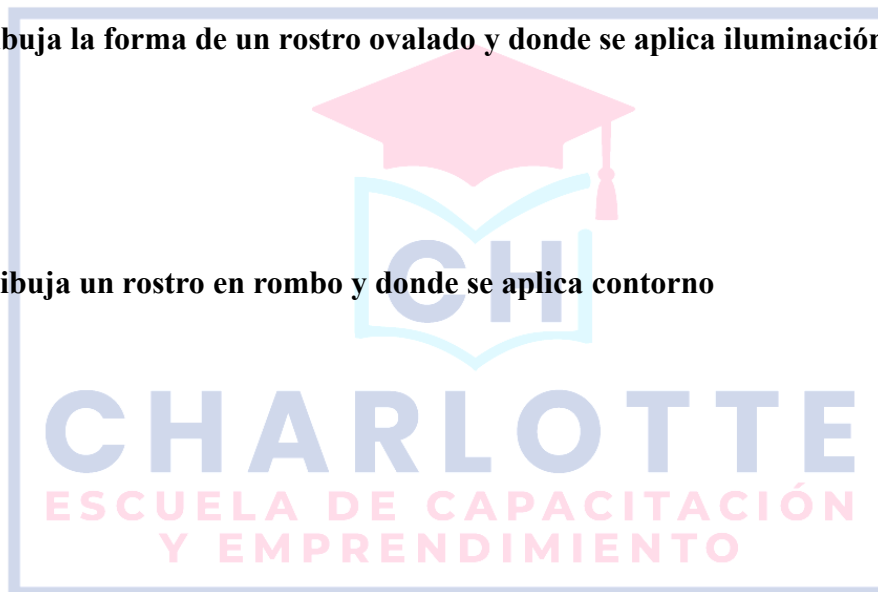 buja la forma de un rostro ovalado y donde se aplica iluminación
ibuja un rostro en rombo y donde se aplica contorno
CH
CHARLOTTE
ESCUELA DE CAPACITACIÓN
Y EMPRENDIMIENTO